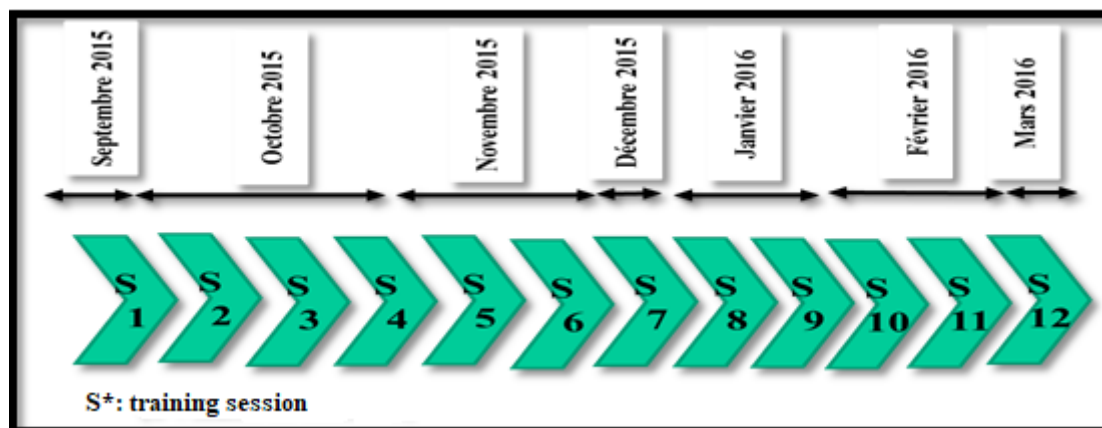 Septembre 2015
Octobre 2015
Novembre 2015
Décembre 2015
Janvier 2016
Février 2016
Mars 2016
S 1
S 2
S 3
S 4
S 5
S 6
S 7
S 8
S 9
S 10
S 11
S 12
S*: training session